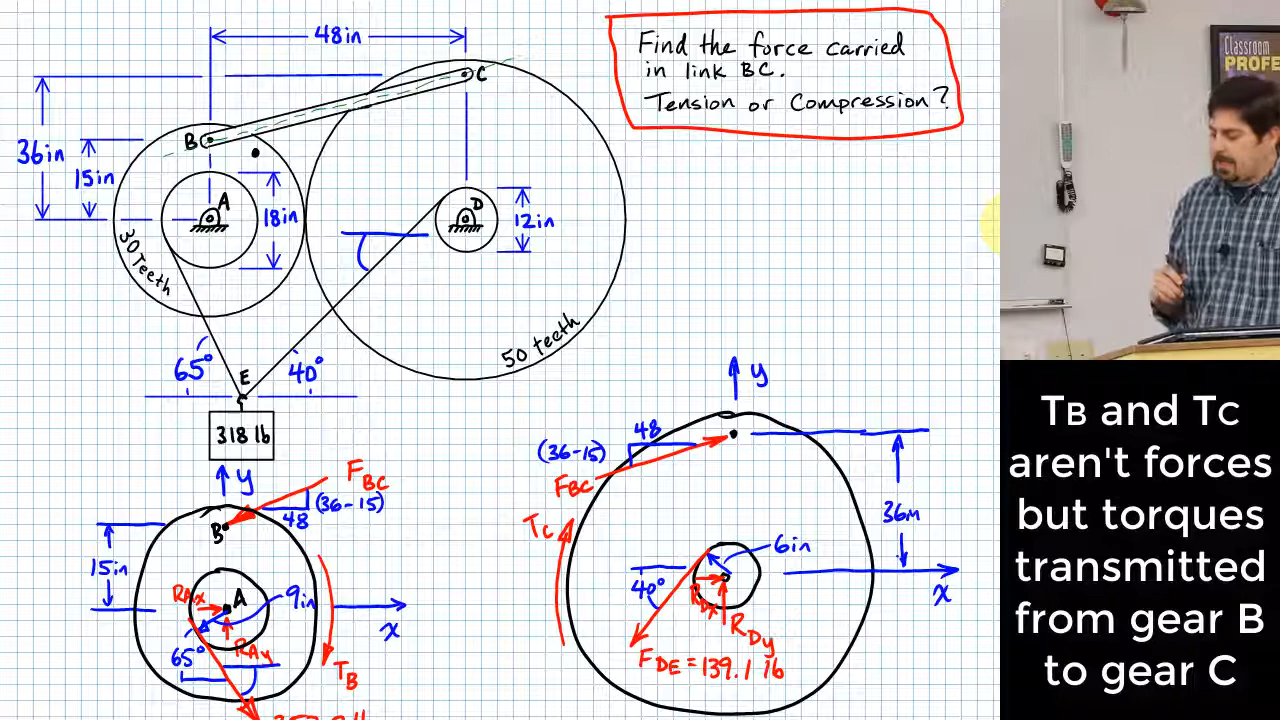 48in
Find the force carried
in link BC.
Tension or Compression?
Classroom
PROFE
C
B
36in
15in
A
18in
D
12in
30 Teeth
50 teeth
65°
E
40°
318 lb
y
F BC
(36-15)
48
B
15in
RAx
A
9in
65°
RAy
x
TB
y
48
(36-15)
FBC
Tc
36in
6in
40°
RDx
RDy
x
F DE = 139.1 lb
TB and TC
aren't forces
but torques
transmitted
from gear B
to gear C